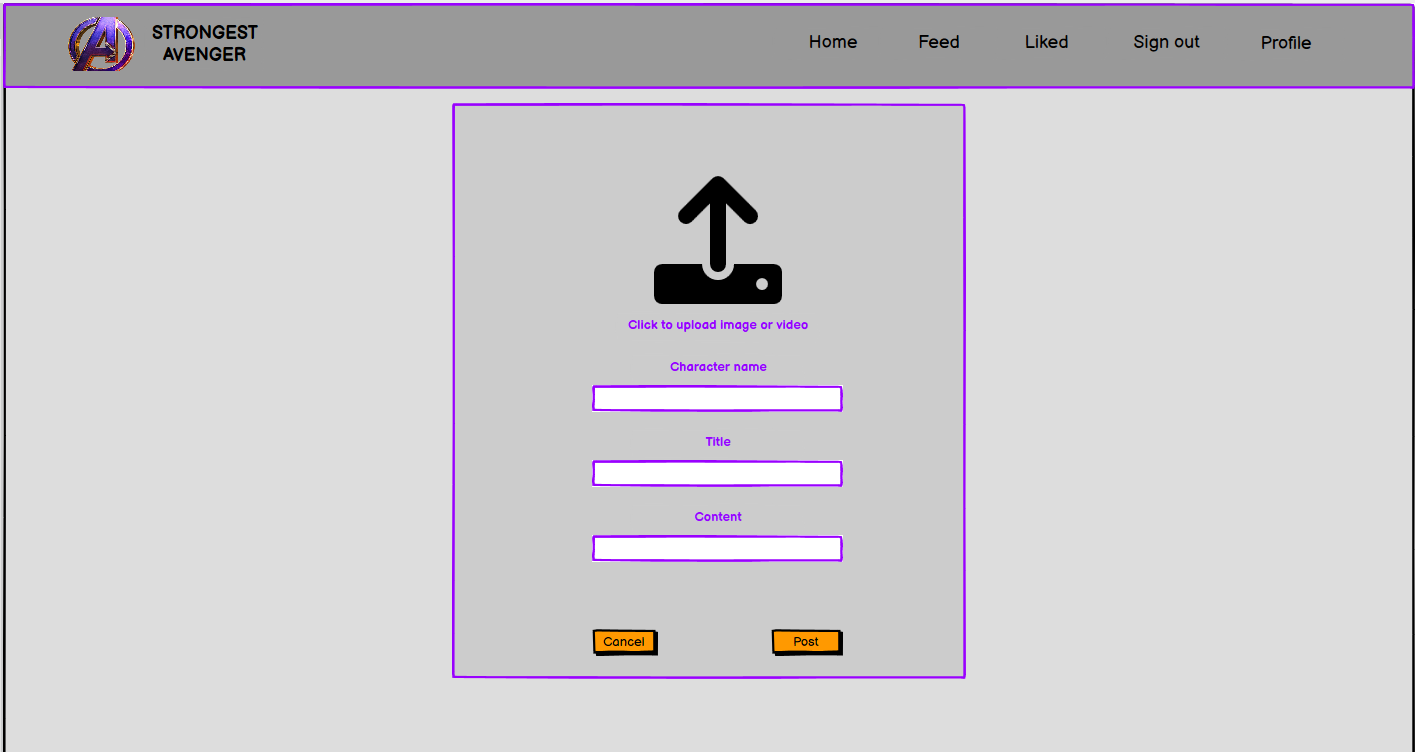 STRONGEST
AVENGER
Home Feed Liked Sign out Profile
Click to upload image or video
Character name
Title
Content
Cancel Post